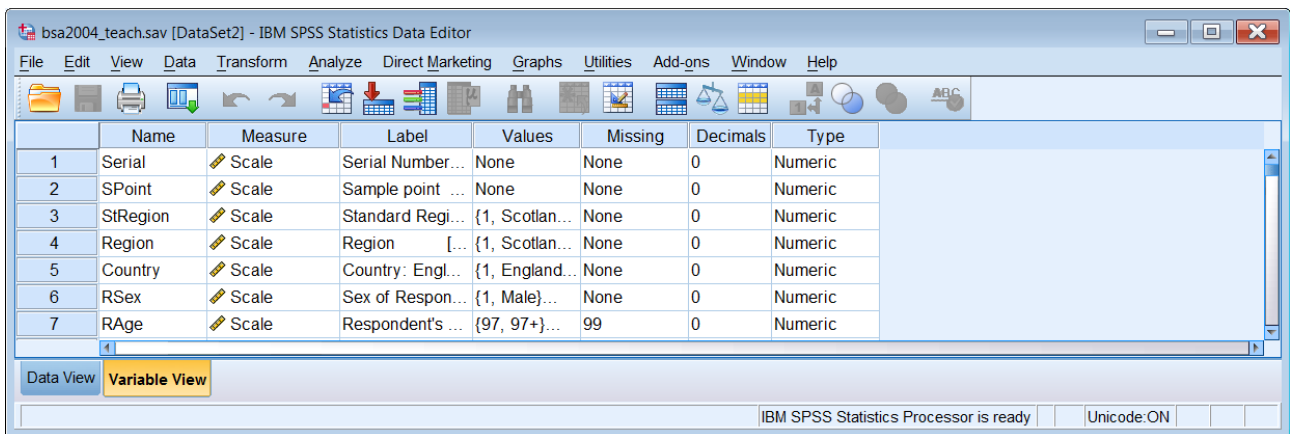 bsa2004_teach.sav [DataSet2] - IBM SPSS Statistics Data Editor
File Edit View Data Transform Analyze Direct Marketing Graphs Utilities Add-ons Window Help
Name Measure Label Values Missing Decimals Type
1 Serial Scale Serial Number... None None 0 Numeric
2 SPoint Scale Sample point ... None None 0 Numeric
3 StRegion Scale Standard Regi... {1, Scotlan... None 0 Numeric
4 Region Scale Region [... {1, Scotlan... None 0 Numeric
5 Country Scale Country: Engl... {1, England... None 0 Numeric
6 RSex Scale Sex of Respon... {1, Male}... None 0 Numeric
7 RAge Scale Respondent's ... {97, 97+}... 99 0 Numeric
Data View Variable View
IBM SPSS Statistics Processor is ready Unicode:ON